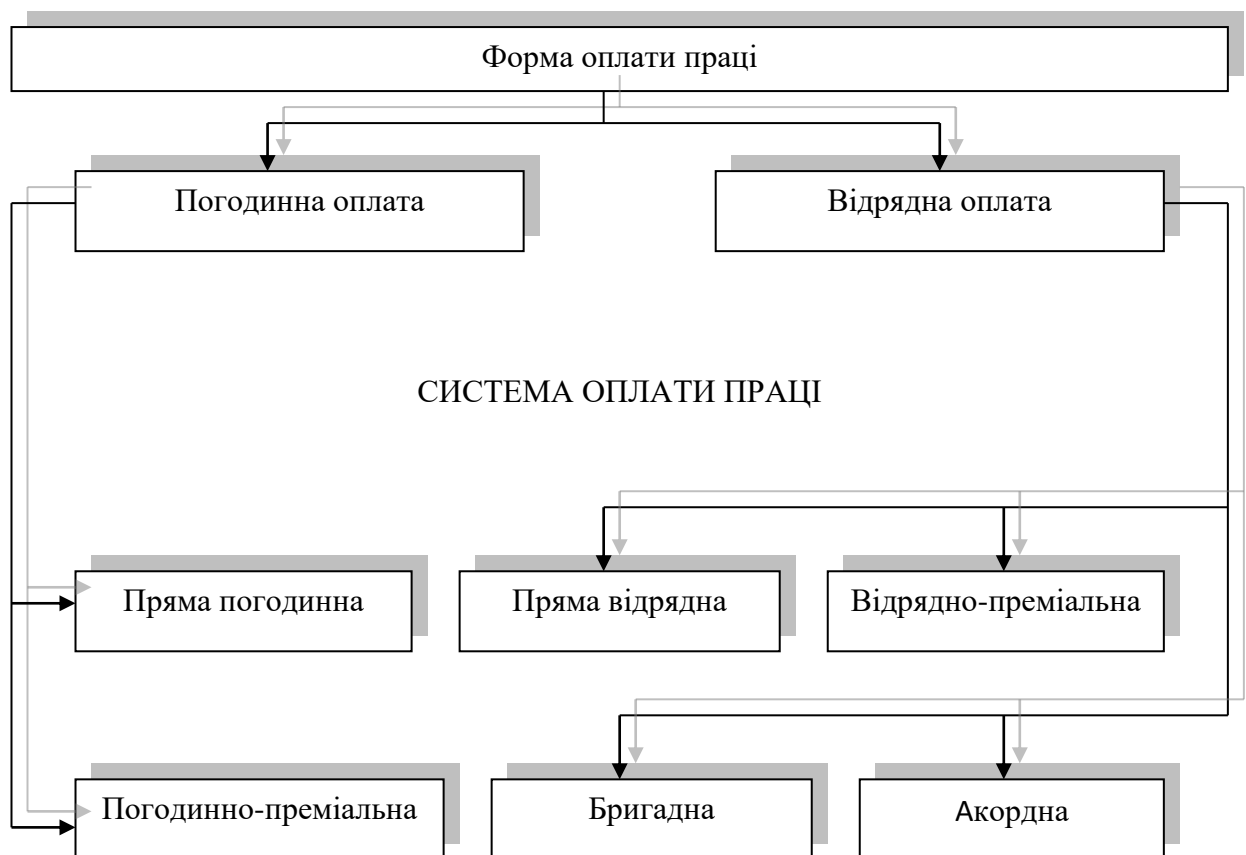 Форма оплати праці
Погодинна оплата
Відрядна оплата
СИСТЕМА ОПЛАТИ ПРАЦІ
Пряма погодинна
Пряма відрядна
Відрядно-преміальна
Погодинно-преміальна
Бригадна
Акордна